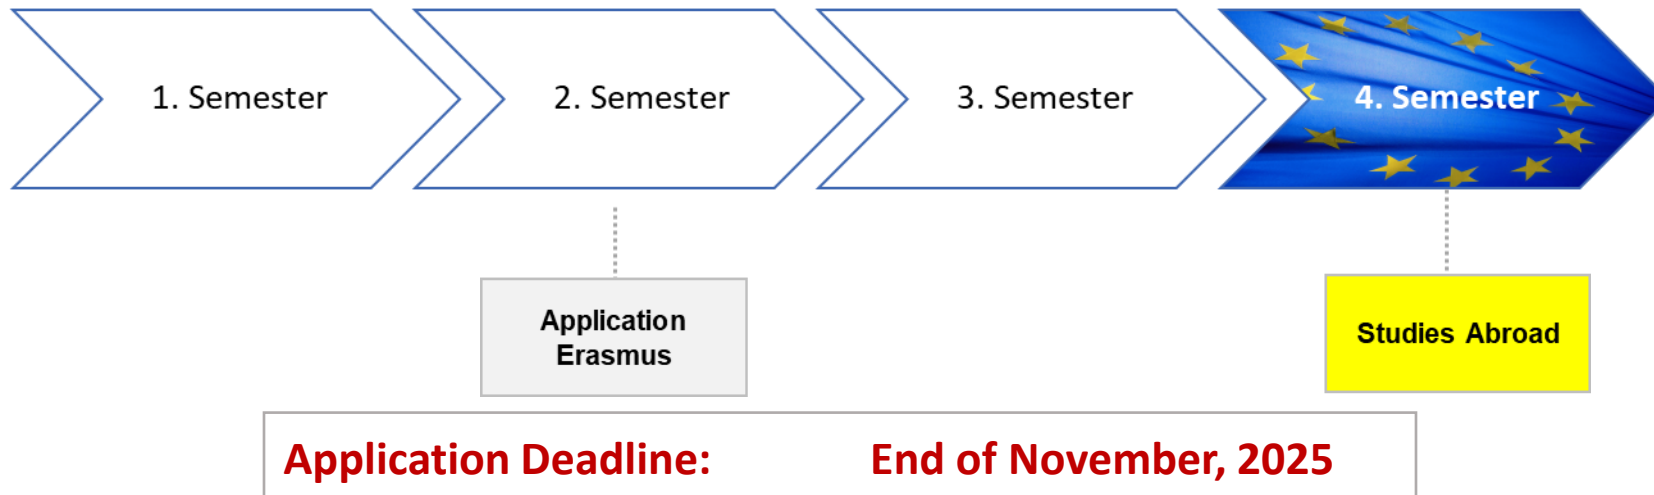 1. Semester
2. Semester
3. Semester
4. Semester
Application
Erasmus
Studies Abroad
Application Deadline: End of November, 2025